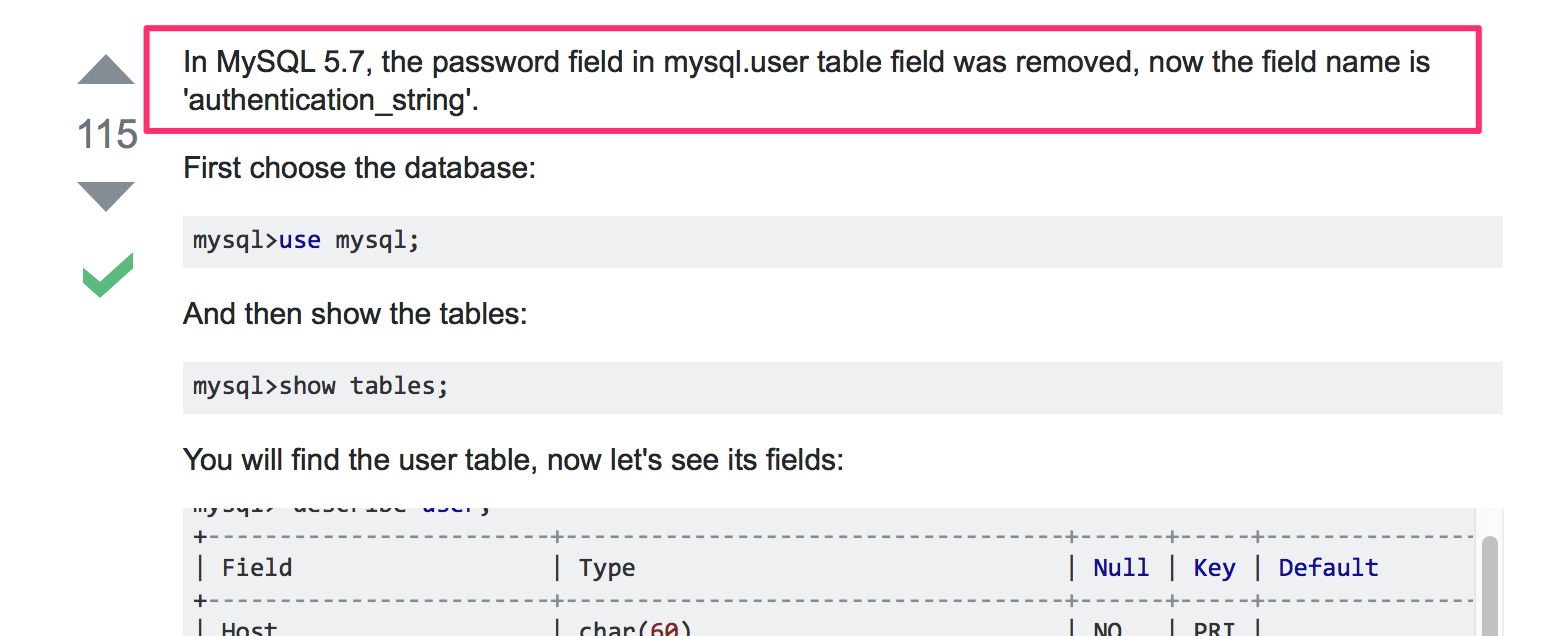 In MySQL 5.7, the password field in mysql.user table field was removed, now the field name is
'authentication_string'.
115
First choose the database:
mysql>use mysql;
And then show the tables:
mysql>show tables;
You will find the user table, now let's see its fields:
mysql> describe user;
+------------------------+-----------------------------------+-------+-----+---------------
| Field | Type | Null | Key | Default
+------------------------+-----------------------------------+-------+-----+---------------
| Host | char(60) | NO | PRI |